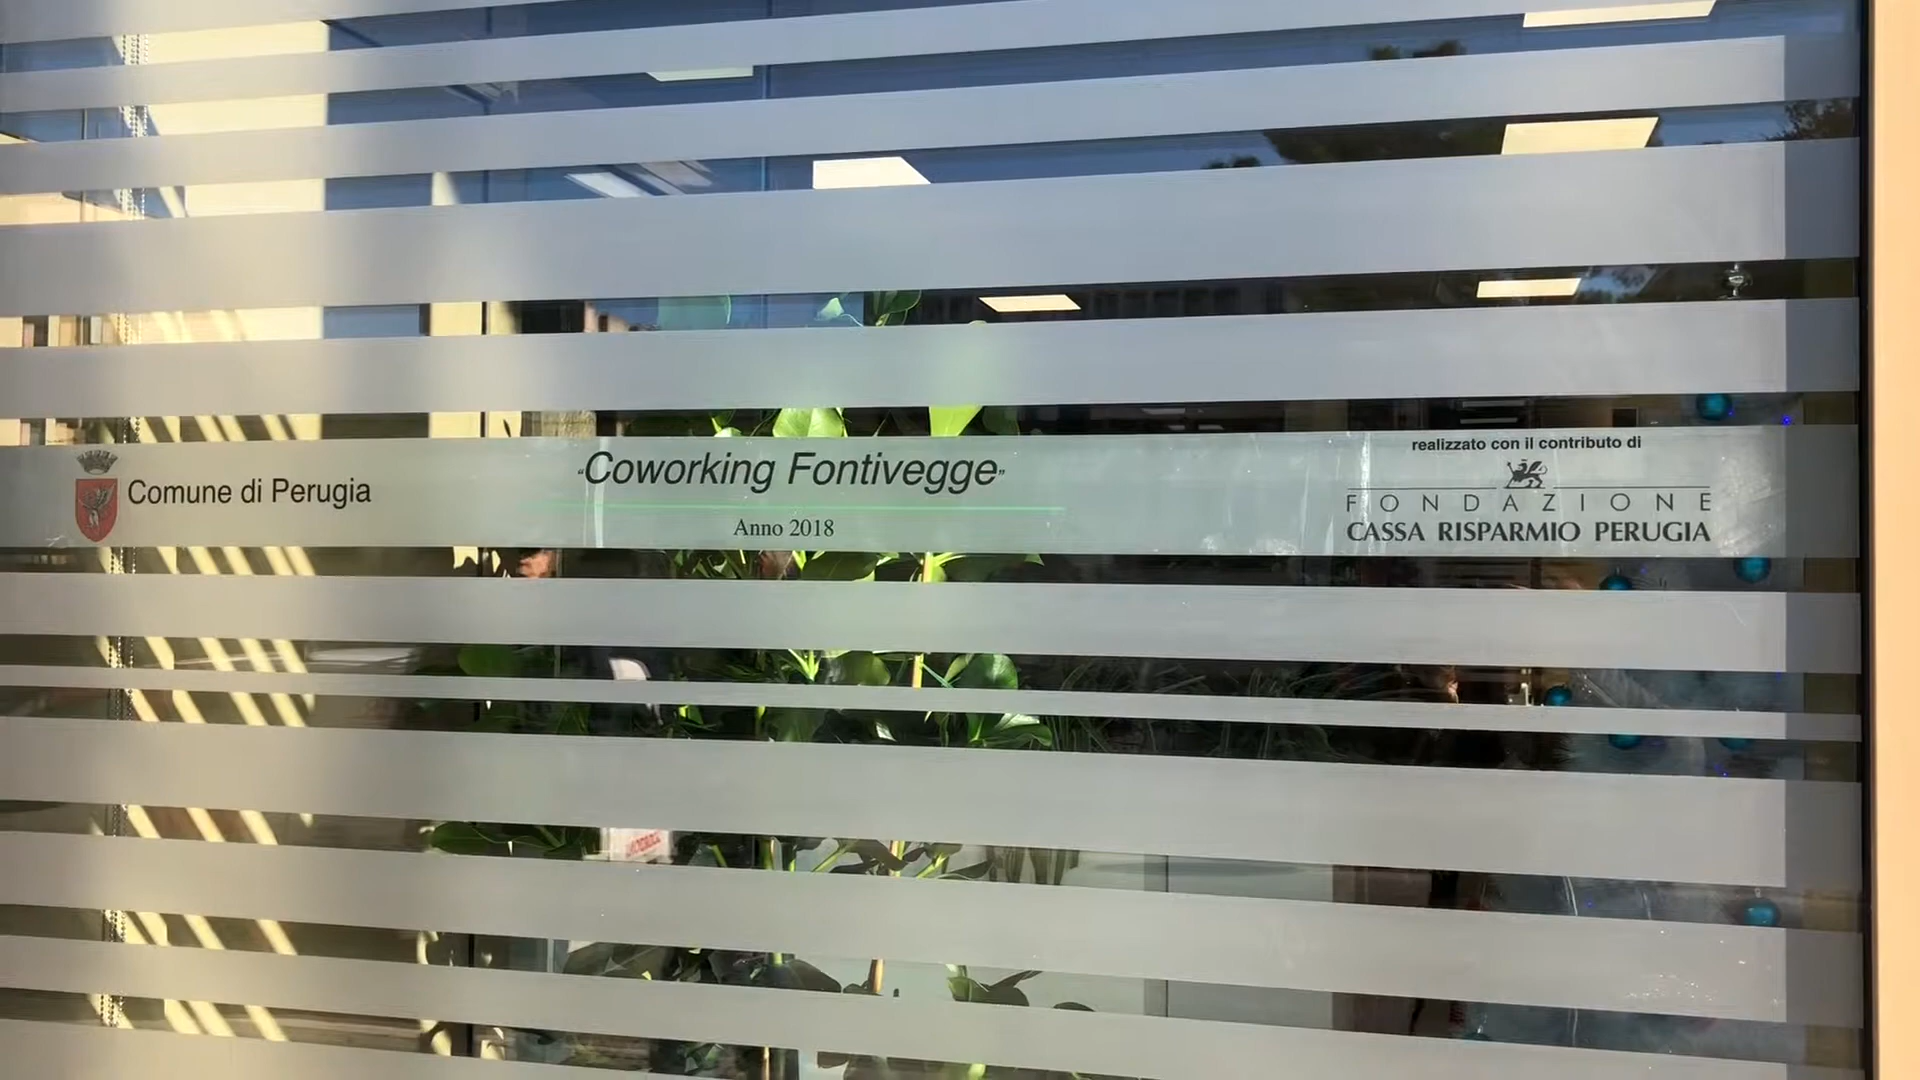 Comune di Perugia
"Coworking Fontivegge"
Anno 2018
realizzato con il contributo di
FONDAZIONE
CASSA RISPARMIO PERUGIA